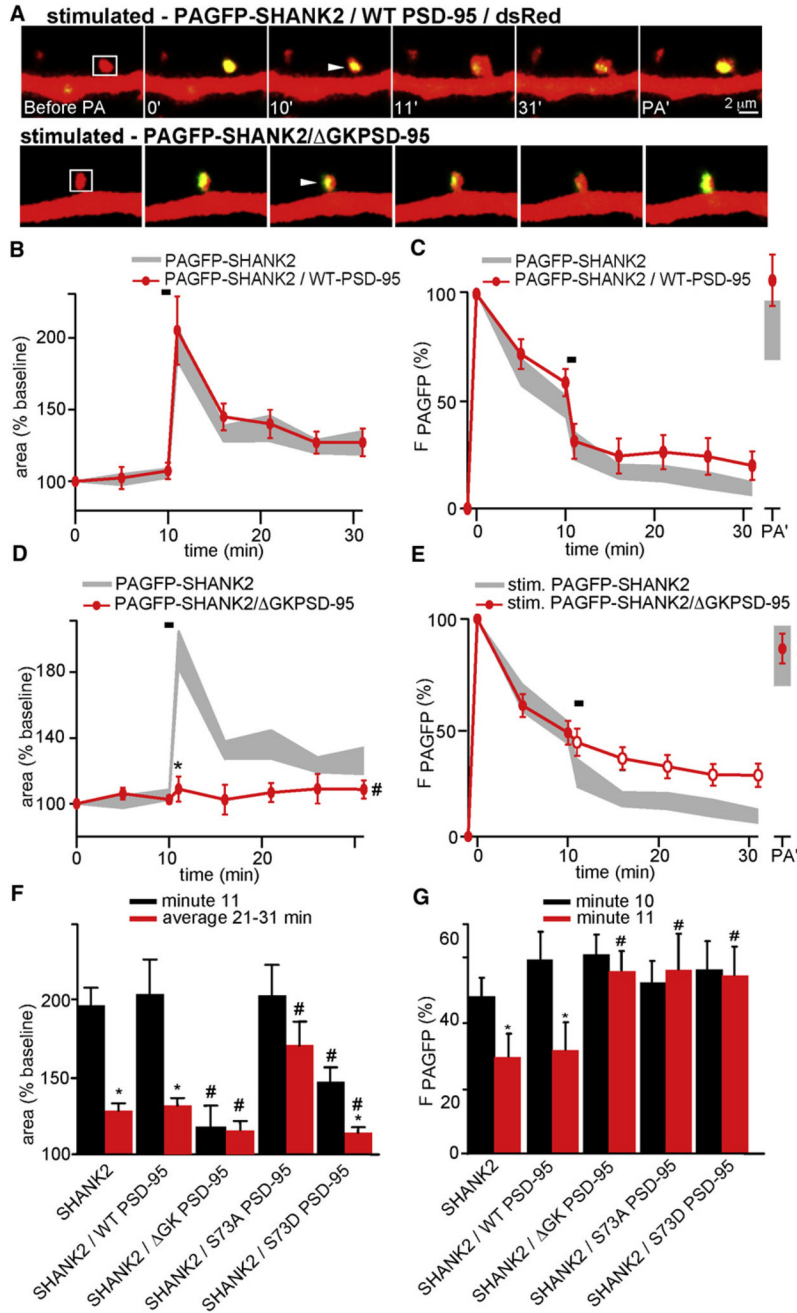 A stimulated - PAGFP-SHANK2 / WT PSD-95 / dsRed
Before PA 0' 10' 11' 31' PA' 2 µm
stimulated - PAGFP-SHANK2/ΔGKPSD-95
B
PAGFP-SHANK2
PAGFP-SHANK2 / WT-PSD-95
area (% baseline)
200
150
100
0 10 20 30
time (min)
C
PAGFP-SHANK2
PAGFP-SHANK2 / WT-PSD-95
F PAGFP (%)
100
50
0
0 10 20 30 PA'
time (min)
D
PAGFP-SHANK2
PAGFP-SHANK2/ΔGKPSD-95
area (% baseline)
180
140
100
*
#
0 10 20
time (min)
E
stim. PAGFP-SHANK2
stim. PAGFP-SHANK2/ΔGKPSD-95
F PAGFP (%)
100
50
0
0 10 20 30 PA'
time (min)
F
minute 11
average 21-31 min
area (% baseline)
200
150
100
* * # # # # # *
SHANK2
SHANK2 / WT PSD-95
SHANK2 / ΔGK PSD-95
SHANK2 / S73A PSD-95
SHANK2 / S73D PSD-95
G
minute 10
minute 11
F PAGFP (%)
60
40
20
0
* * # # #
SHANK2
SHANK2 / WT PSD-95
SHANK2 / ΔGK PSD-95
SHANK2 / S73A PSD-95
SHANK2 / S73D PSD-95